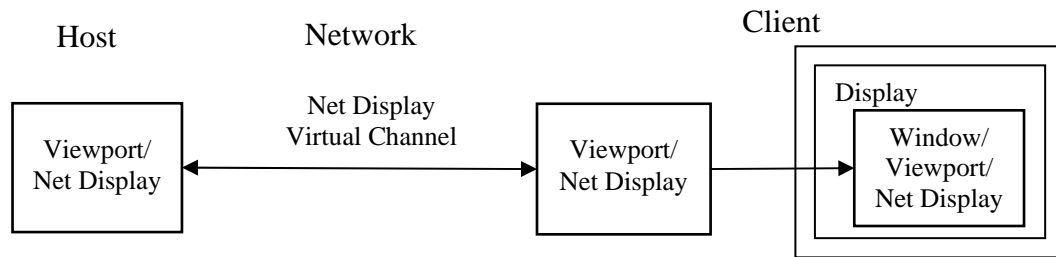 Host
Network
Client
Net Display
Virtual Channel
Viewport/
Net Display
Viewport/
Net Display
Display
Window/
Viewport/
Net Display